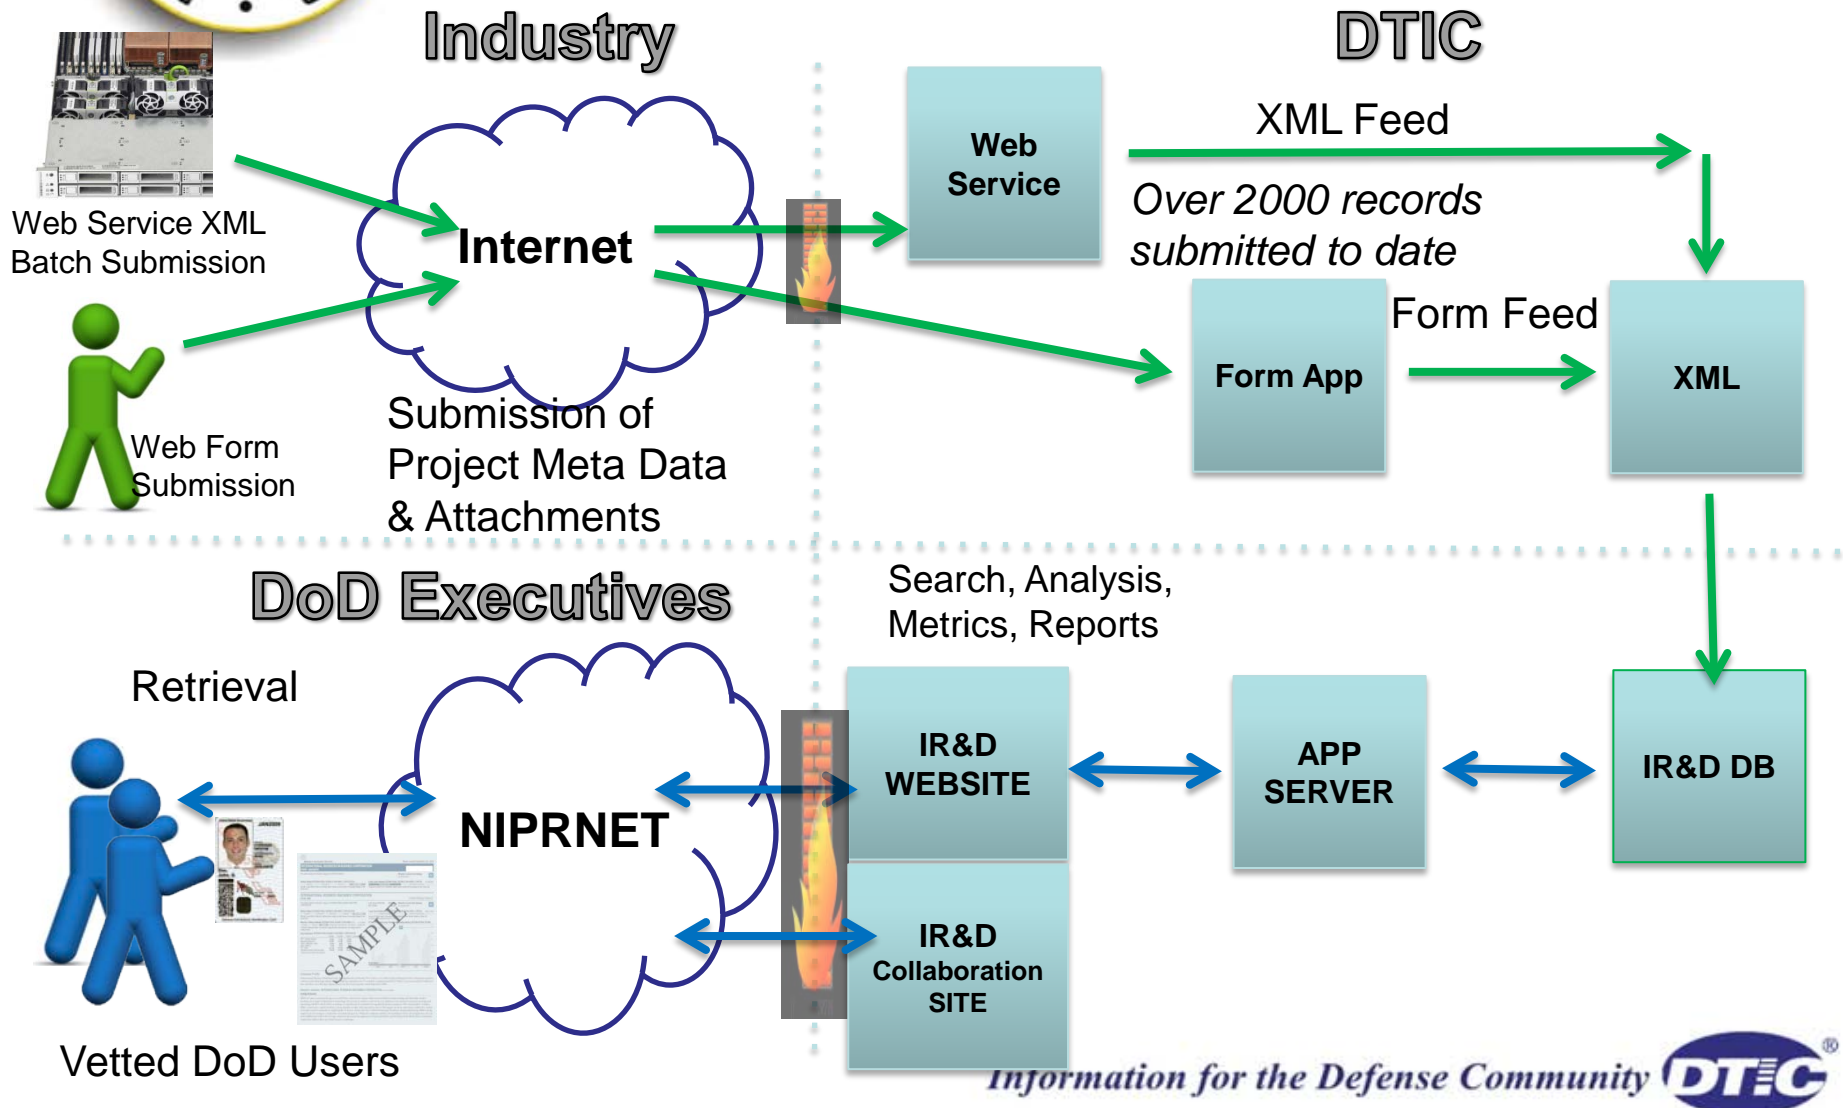 Industry
DTIC
Web Service XML
Batch Submission
Internet
Web
Service
XML Feed
Over 2000 records
submitted to date
Form Feed
Form App
XML
Web Form
Submission
Submission of
Project Meta Data
& Attachments
DoD Executives
Search, Analysis,
Metrics, Reports
Retrieval
NIPRNET
IR&D
WEBSITE
APP
SERVER
IR&D DB
SAMPLE
IR&D
Collaboration
SITE
Vetted DoD Users
Information for the Defense Community
DTIC®